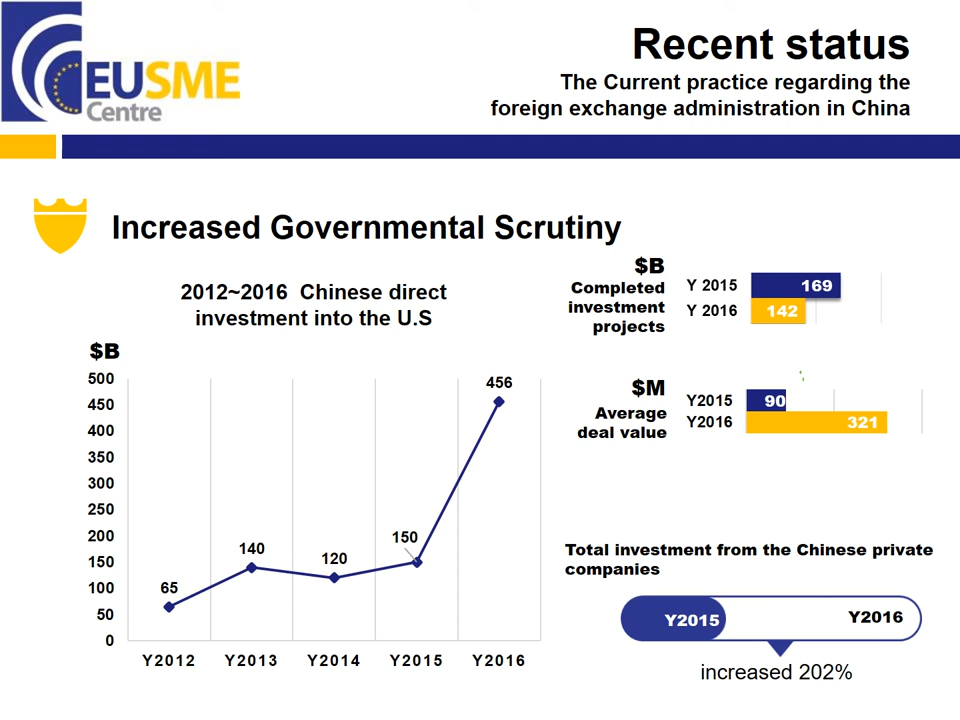 EUSME
Centre
Recent status
The Current practice regarding the
foreign exchange administration in China
Increased Governmental Scrutiny
2012~2016 Chinese direct
investment into the U.S
$B
500
450
400
350
300
250
200
150
100
50
0
65
140
120
150
456
Y2012 Y2013 Y2014 Y2015 Y2016
$B
Completed
investment
projects
Y 2015 169
Y 2016 142
$M
Average
deal value
Y2015 90
Y2016 321
Total investment from the Chinese private
companies
Y2015 Y2016
increased 202%